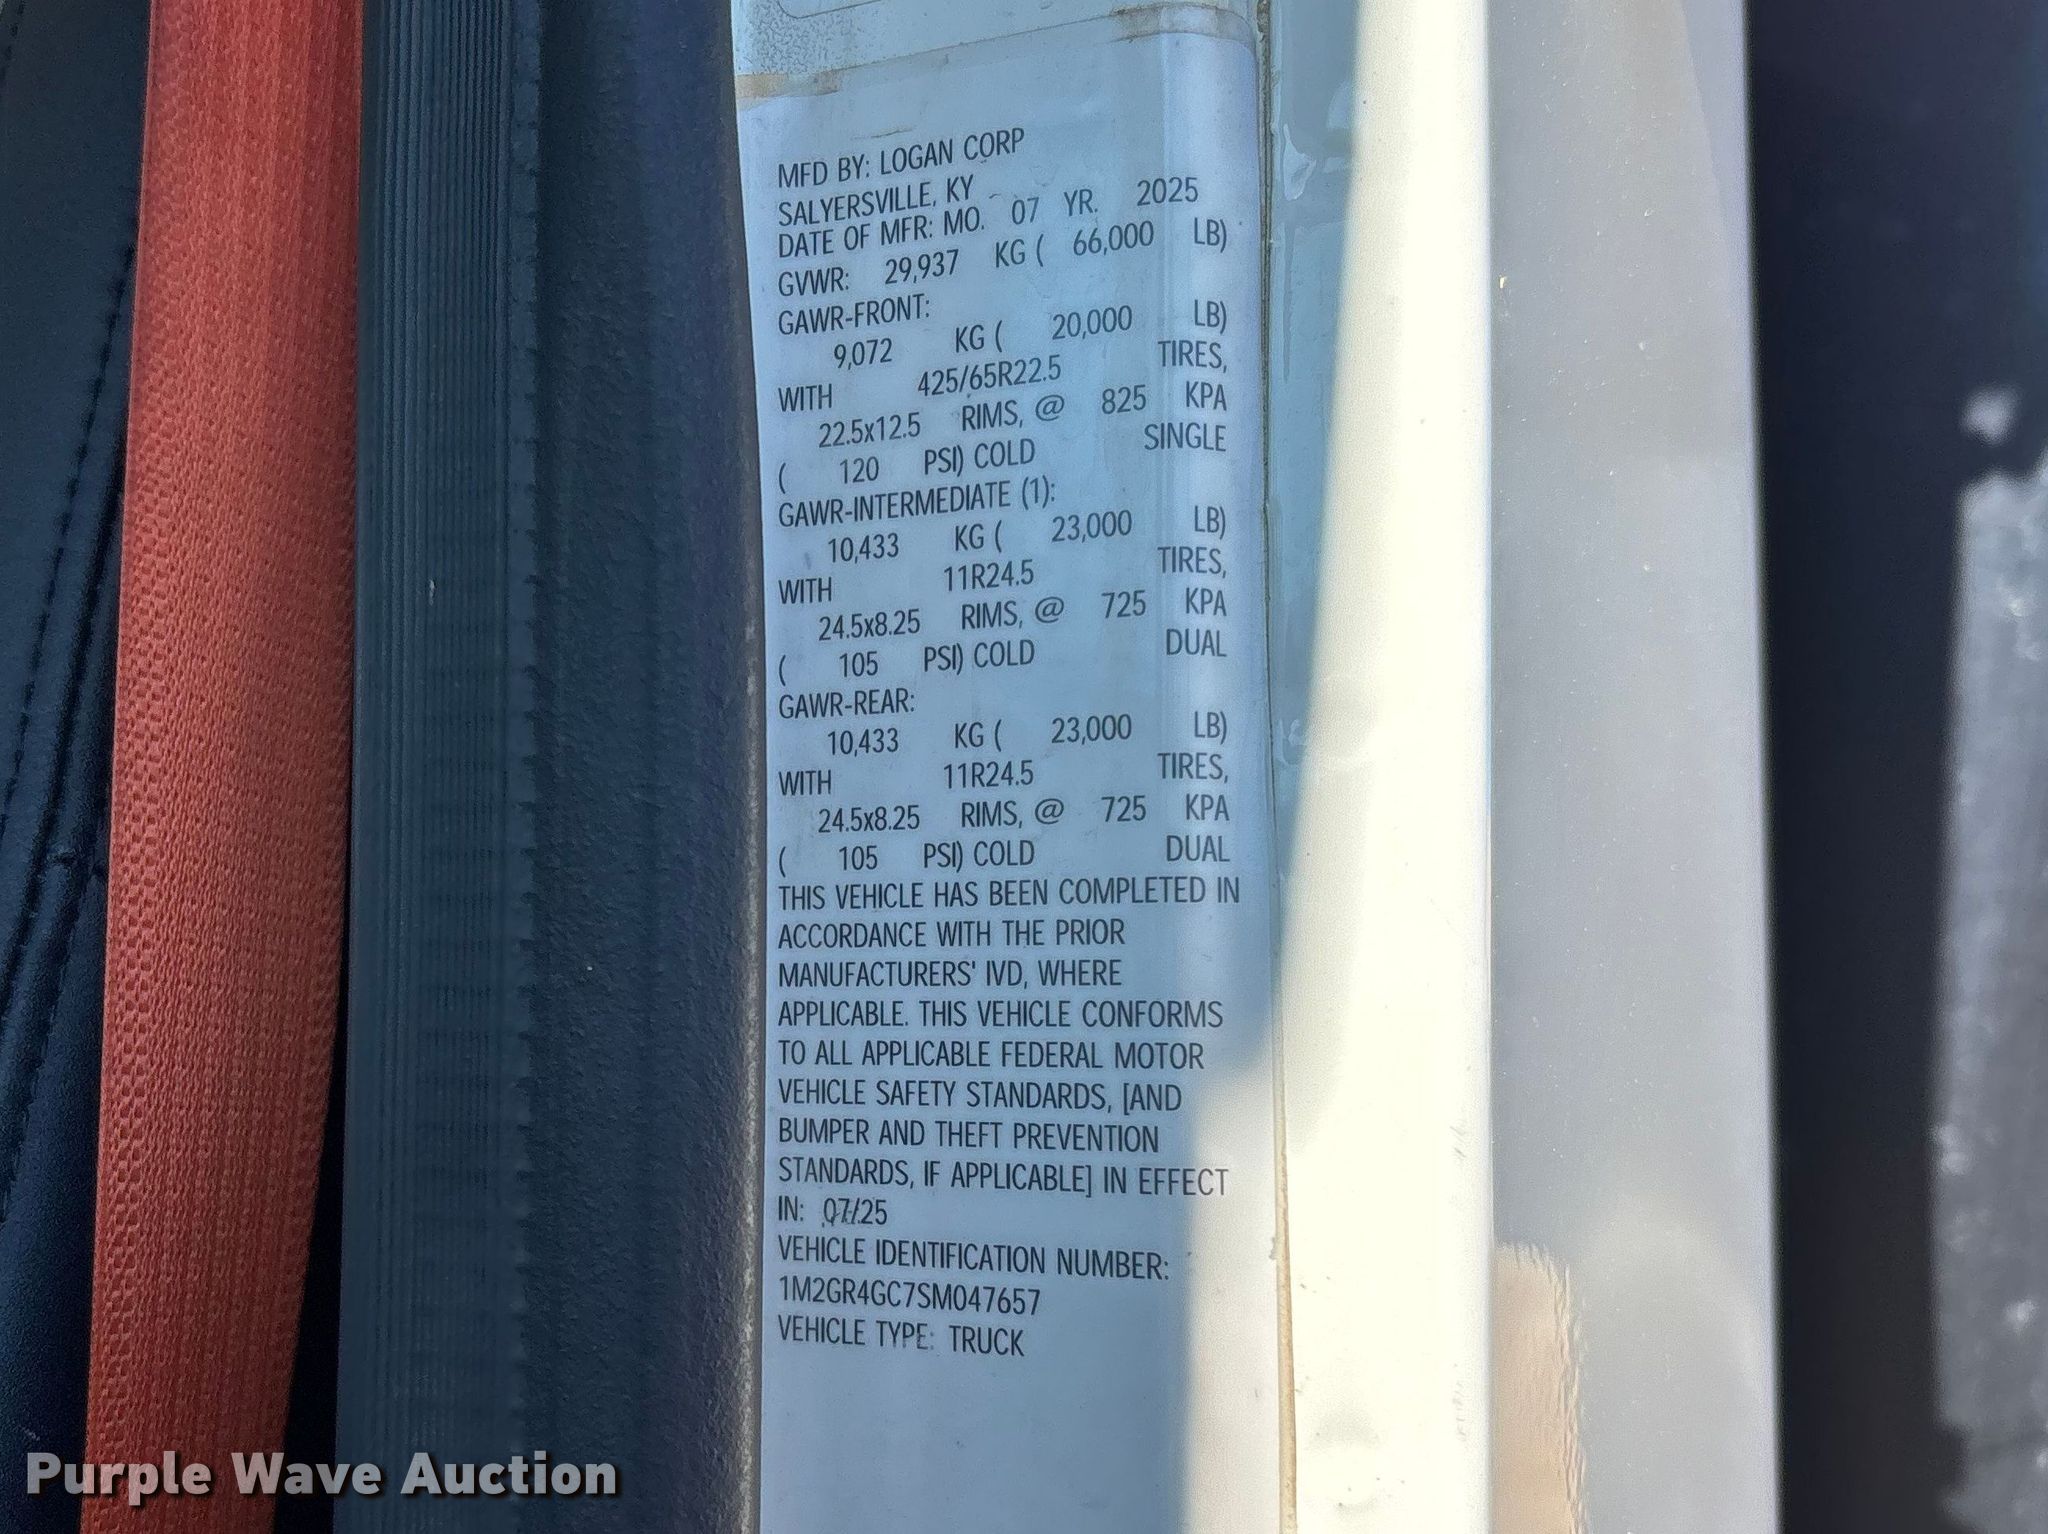 MFD BY: LOGAN CORP
SALYERSVILLE, KY
DATE OF MFR: MO. 07 YR. 2025
GVWR: 29,937 KG ( 66,000 LB)
GAWR-FRONT:
9,072 KG ( 20,000 LB)
WITH 425/65R22.5 TIRES,
22.5x12.5 RIMS, @ 825 KPA
( 120 PSI) COLD SINGLE
GAWR-INTERMEDIATE (1):
10,433 KG ( 23,000 LB)
WITH 11R24.5 TIRES,
24.5x8.25 RIMS, @ 725 KPA
( 105 PSI) COLD DUAL
GAWR-REAR:
10,433 KG ( 23,000 LB)
WITH 11R24.5 TIRES,
24.5x8.25 RIMS, @ 725 KPA
( 105 PSI) COLD DUAL
THIS VEHICLE HAS BEEN COMPLETED IN
ACCORDANCE WITH THE PRIOR
MANUFACTURERS' IVD, WHERE
APPLICABLE. THIS VEHICLE CONFORMS
TO ALL APPLICABLE FEDERAL MOTOR
VEHICLE SAFETY STANDARDS, [AND
BUMPER AND THEFT PREVENTION
STANDARDS, IF APPLICABLE] IN EFFECT
IN: 07/25
VEHICLE IDENTIFICATION NUMBER:
1M2GR4GC7SM047657
VEHICLE TYPE: TRUCK
Purple Wave Auction